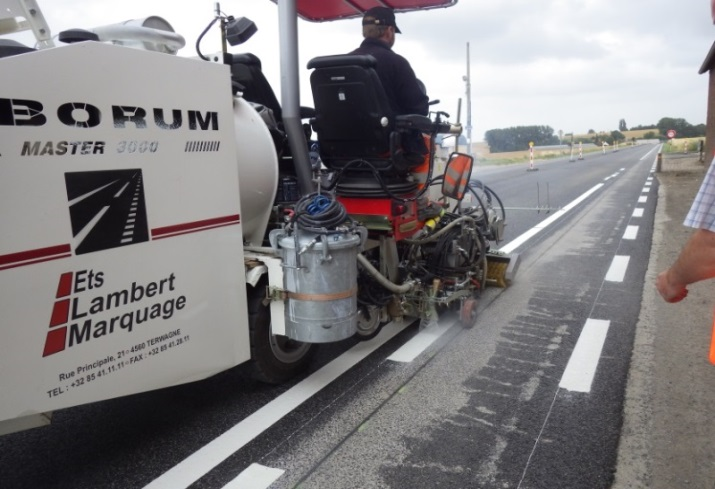 BORUM
MASTER 3000
Ets
Lambert
Marquage
Rue Principale, 21 - 4560 TERWAGNE
TEL : +32 85 41.11.11 - FAX : +32 85 41.28.11